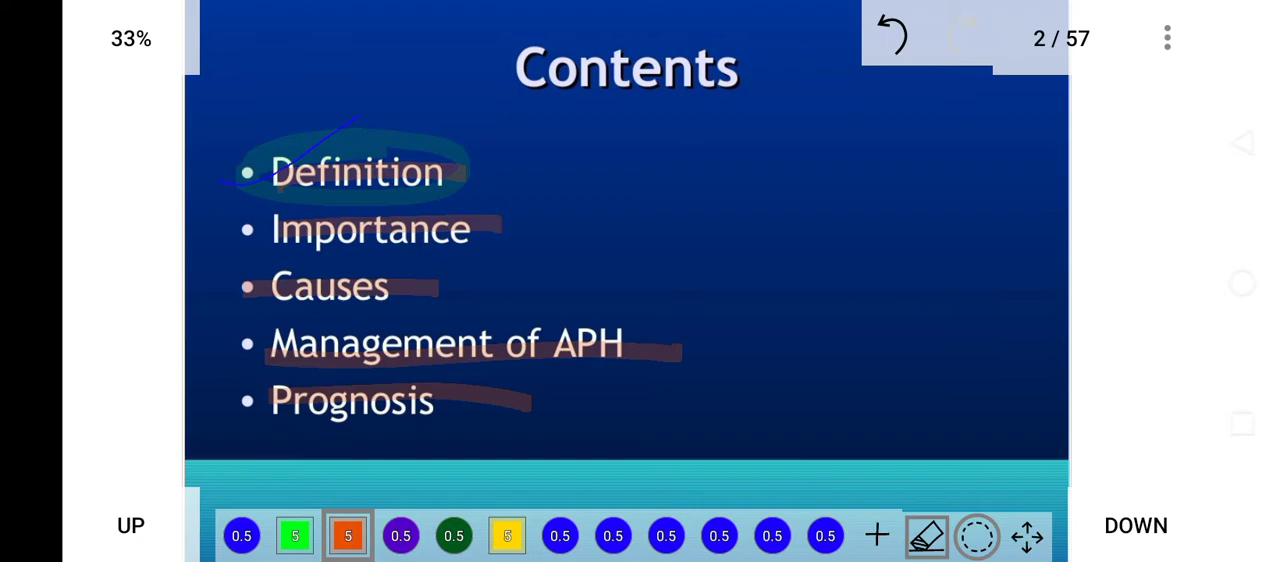 33%
2 / 57
Contents
• Definition
• Importance
• Causes
• Management of APH
• Prognosis
UP
DOWN
0.5 5 5 0.5 0.5 5 0.5 0.5 0.5 0.5 0.5 0.5